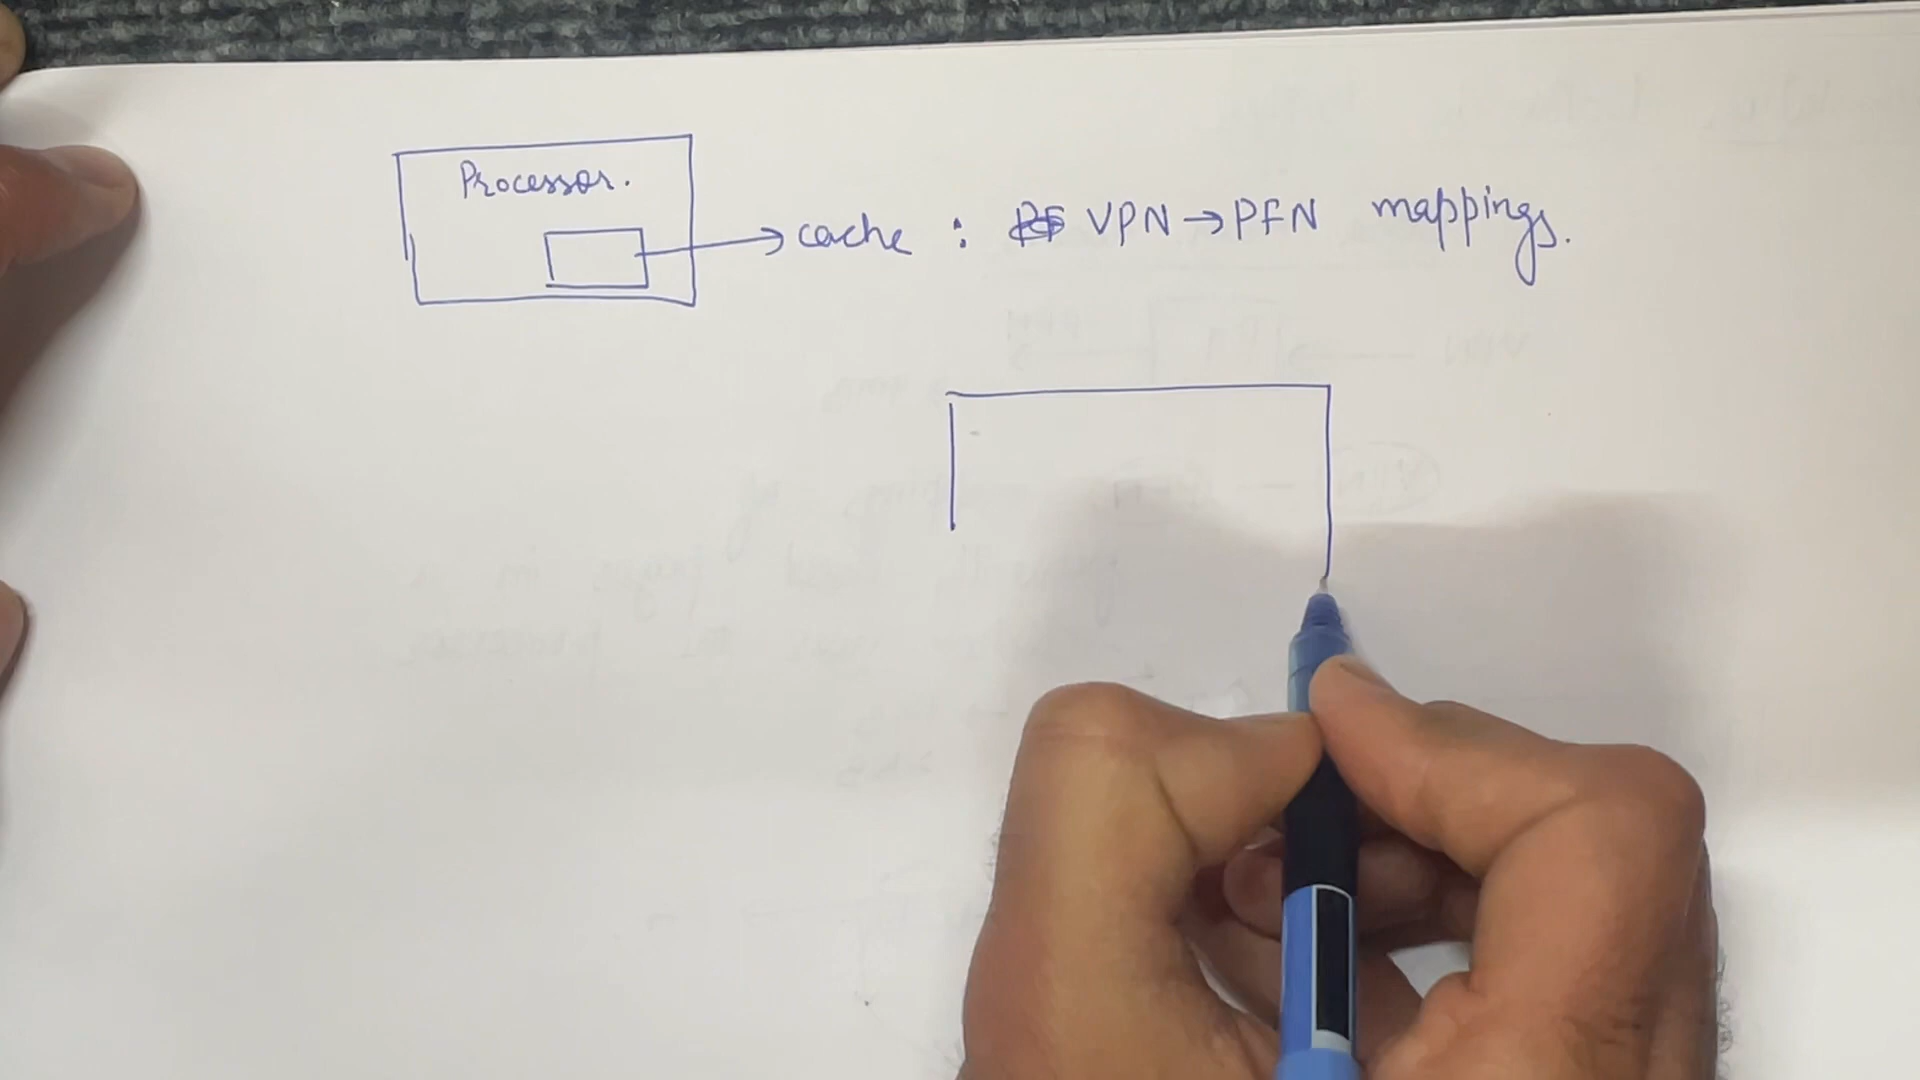 Processor.
cache : VPN → PFN mappings.